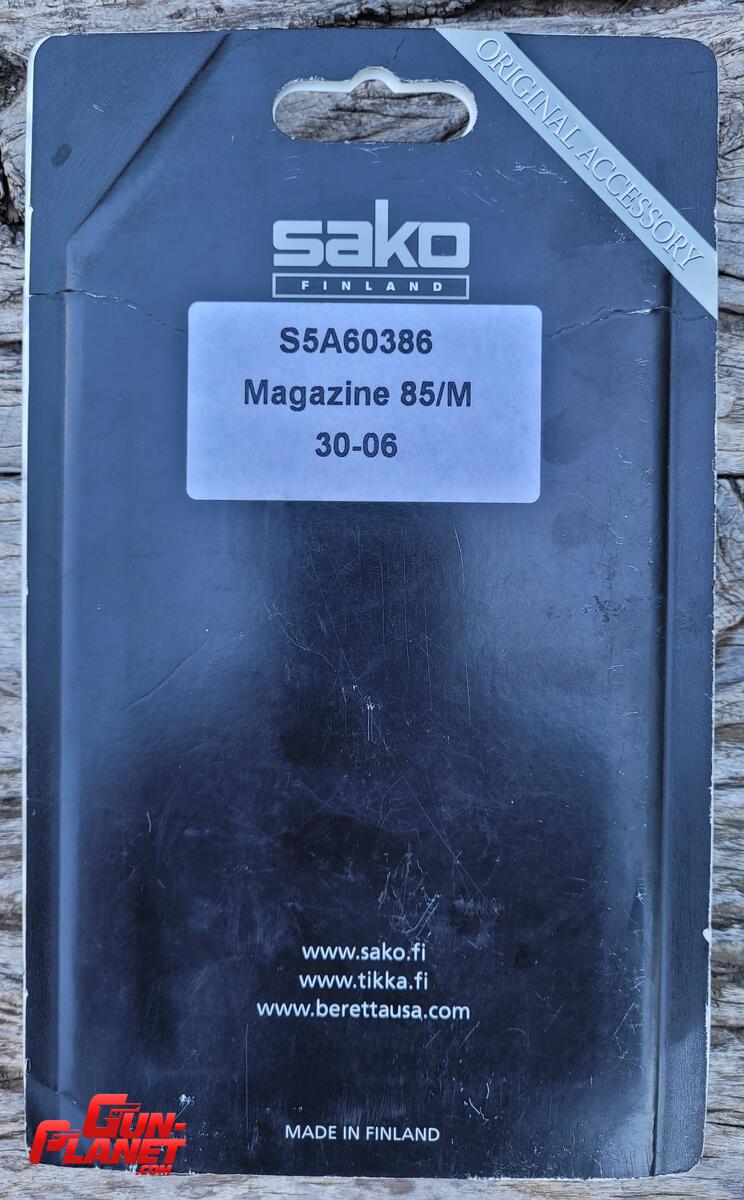 ORIGINAL ACCESSORY
sako
FINLAND
S5A60386
Magazine 85/M
30-06
www.sako.fi
www.tikka.fi
www.berettausa.com
MADE IN FINLAND
GUN-
PLANET
.COM